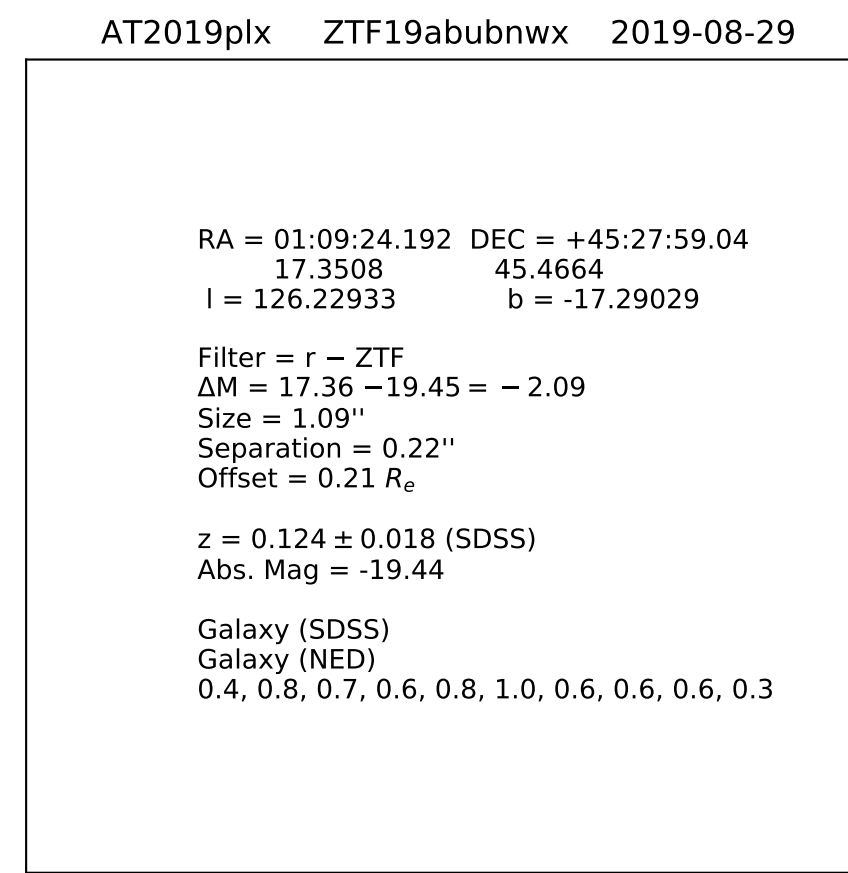 AT2019plx ZTF19abubnwx 2019-08-29
RA = 01:09:24.192 DEC = +45:27:59.04
17.3508 45.4664
l = 126.22933 b = -17.29029
Filter = r − ZTF
ΔM = 17.36 −19.45 = − 2.09
Size = 1.09''
Separation = 0.22''
Offset = 0.21 Rₑ
z = 0.124 ± 0.018 (SDSS)
Abs. Mag = -19.44
Galaxy (SDSS)
Galaxy (NED)
0.4, 0.8, 0.7, 0.6, 0.8, 1.0, 0.6, 0.6, 0.6, 0.3